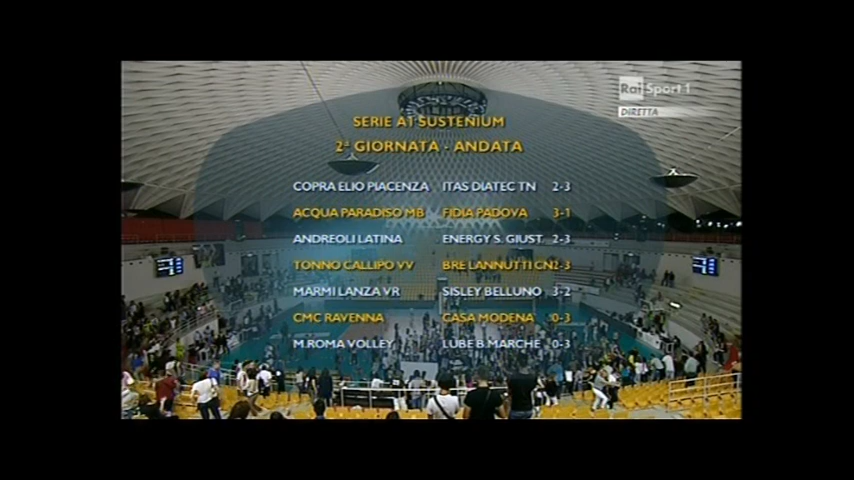 Rai Sport 1
DIRETTA
SERIE A1 SUSTENIUM
2ª GIORNATA - ANDATA
COPRA ELIO PIACENZA ITAS DIATEC TN 2-3
ACQUA PARADISO MB FIDIA PADOVA 3-1
ANDREOLI LATINA ENERGY S. GIUST. 2-3
TONNO CALLIPO VV BRE LANNUTTI CN 2-3
MARMI LANZA VR SISLEY BELLUNO 3-2
CMC RAVENNA CASA MODENA 0-3
M.ROMA VOLLEY LUBE B.MARCHE 0-3